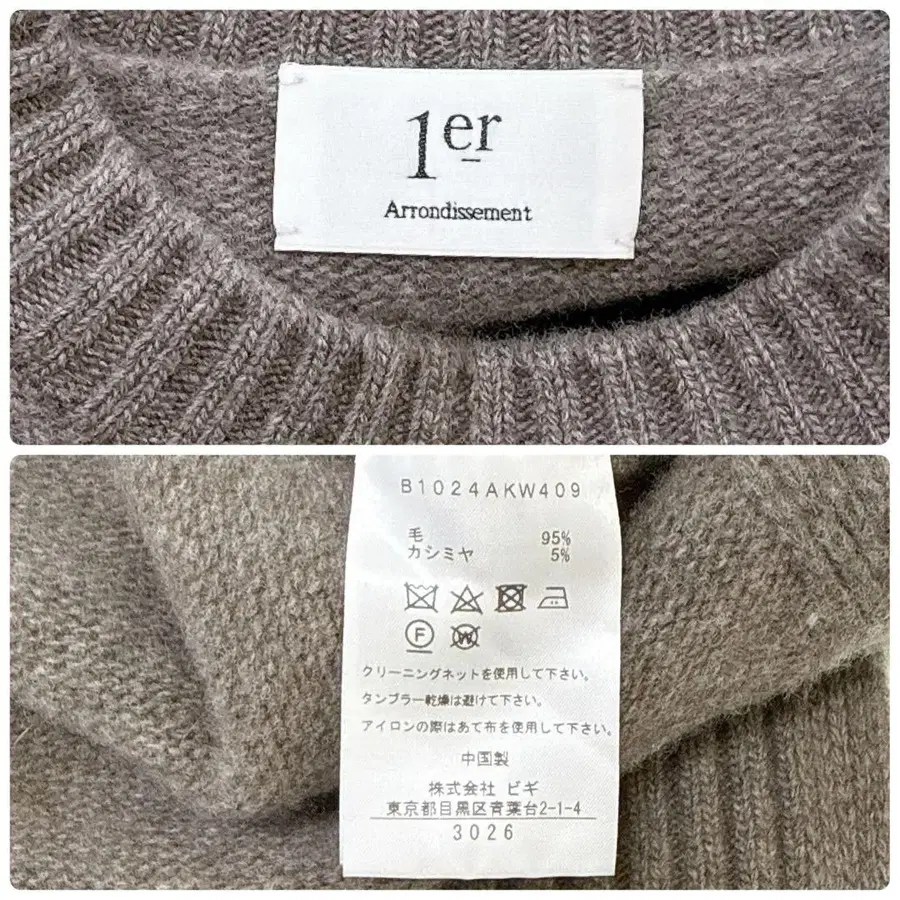 1er
Arrondissement
B1024AKW409
毛 95%
カシミヤ 5%
F
W
クリーニングネットを使用して下さい。
タンブラー乾燥は避けて下さい。
アイロンの際はあて布を使用して下さい。
中国製
株式会社 ビギ
東京都目黒区青葉台2-1-4
3026